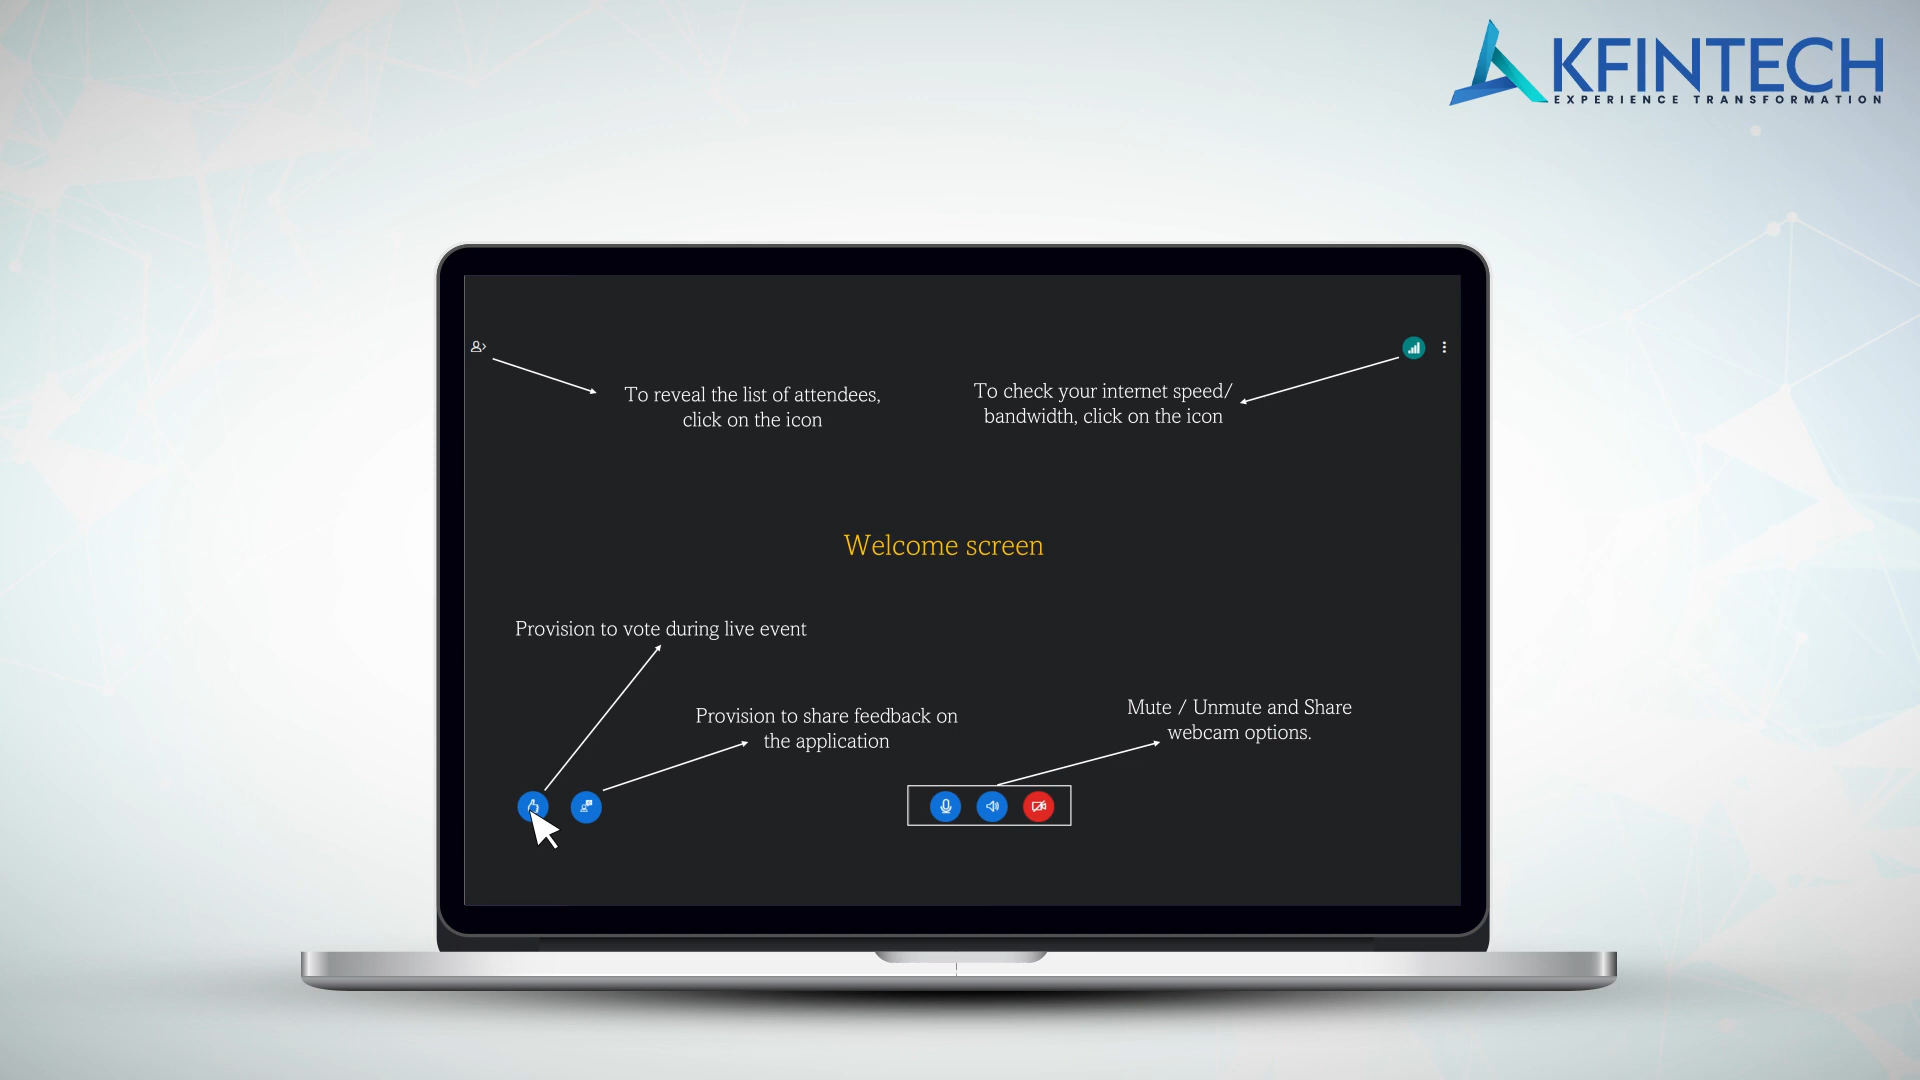 KFINTECH
EXPERIENCE TRANSFORMATION
To reveal the list of attendees,
click on the icon
To check your internet speed/
bandwidth, click on the icon
Welcome screen
Provision to vote during live event
Provision to share feedback on
the application
Mute / Unmute and Share
webcam options.